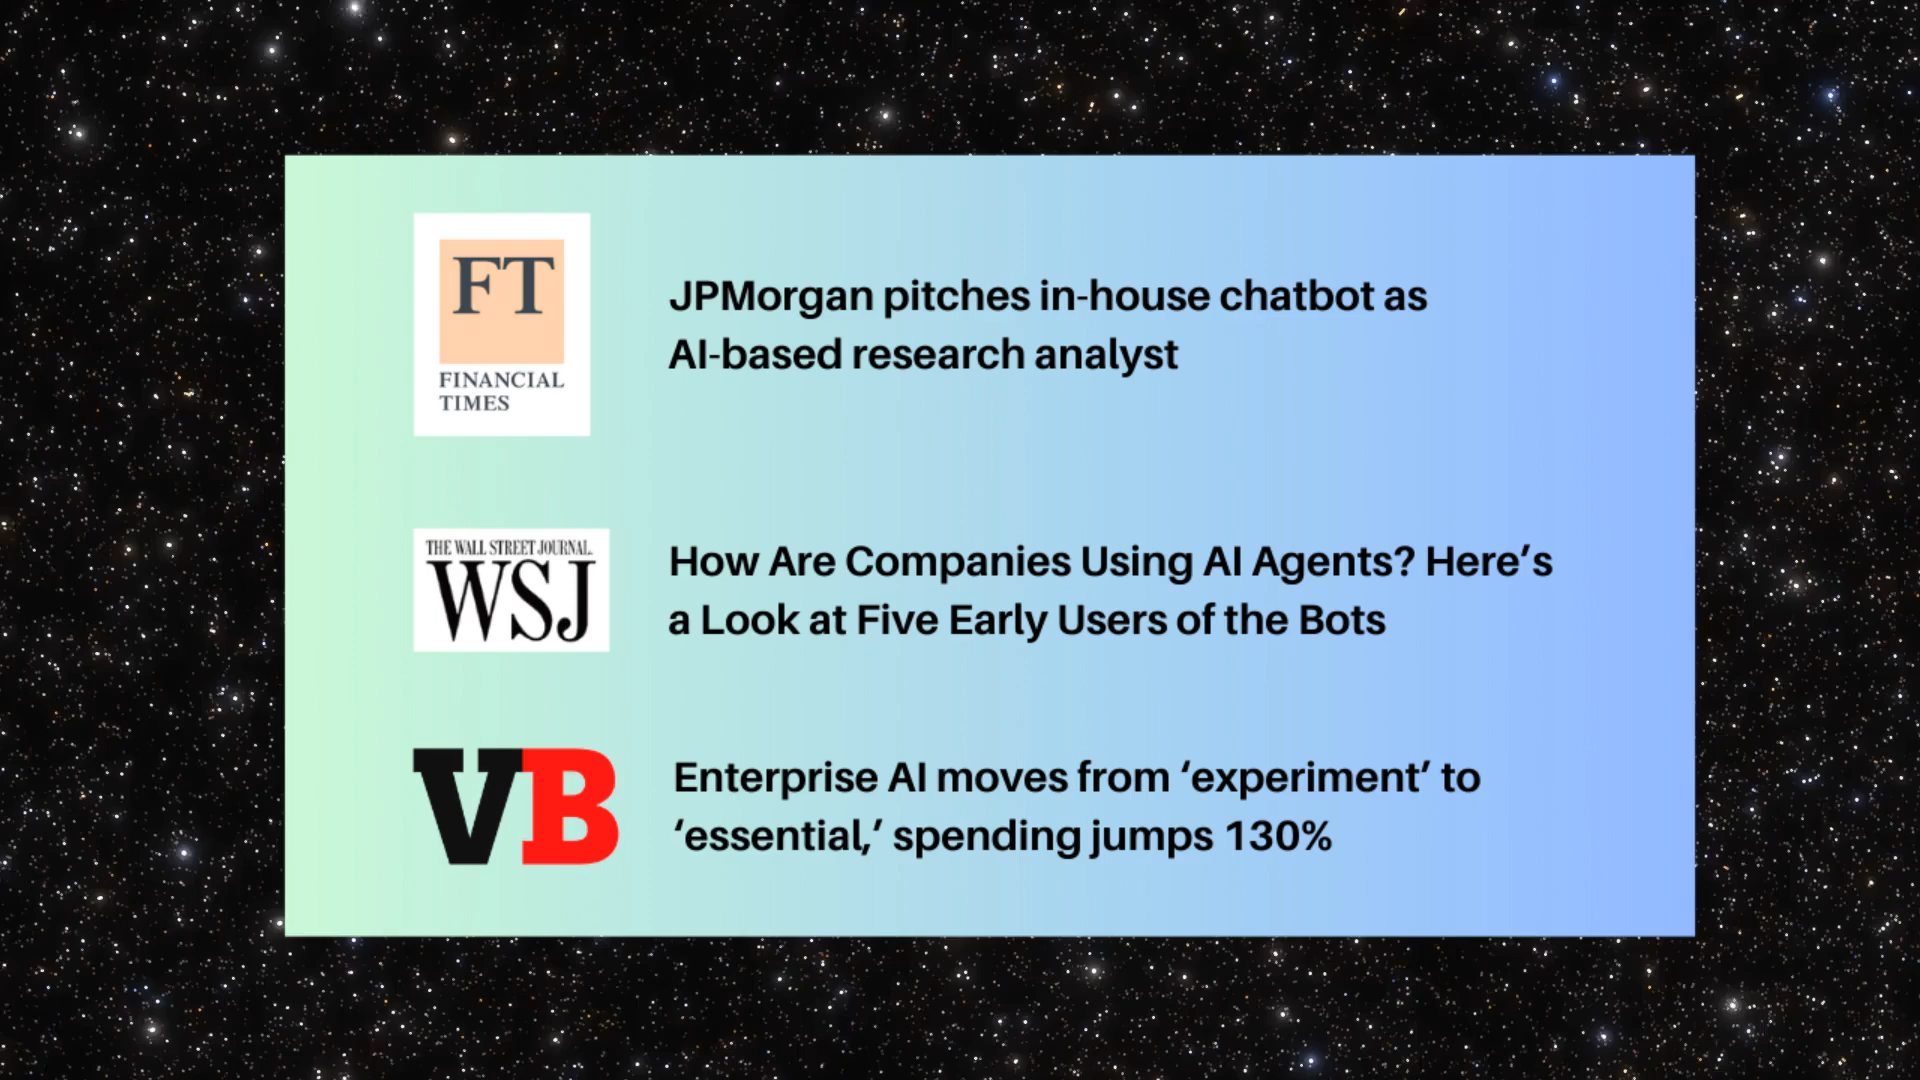 FT
FINANCIAL
TIMES
JPMorgan pitches in-house chatbot as
AI-based research analyst
THE WALL STREET JOURNAL.
WSJ
How Are Companies Using AI Agents? Here’s
a Look at Five Early Users of the Bots
VB
Enterprise AI moves from ‘experiment’ to
‘essential,’ spending jumps 130%